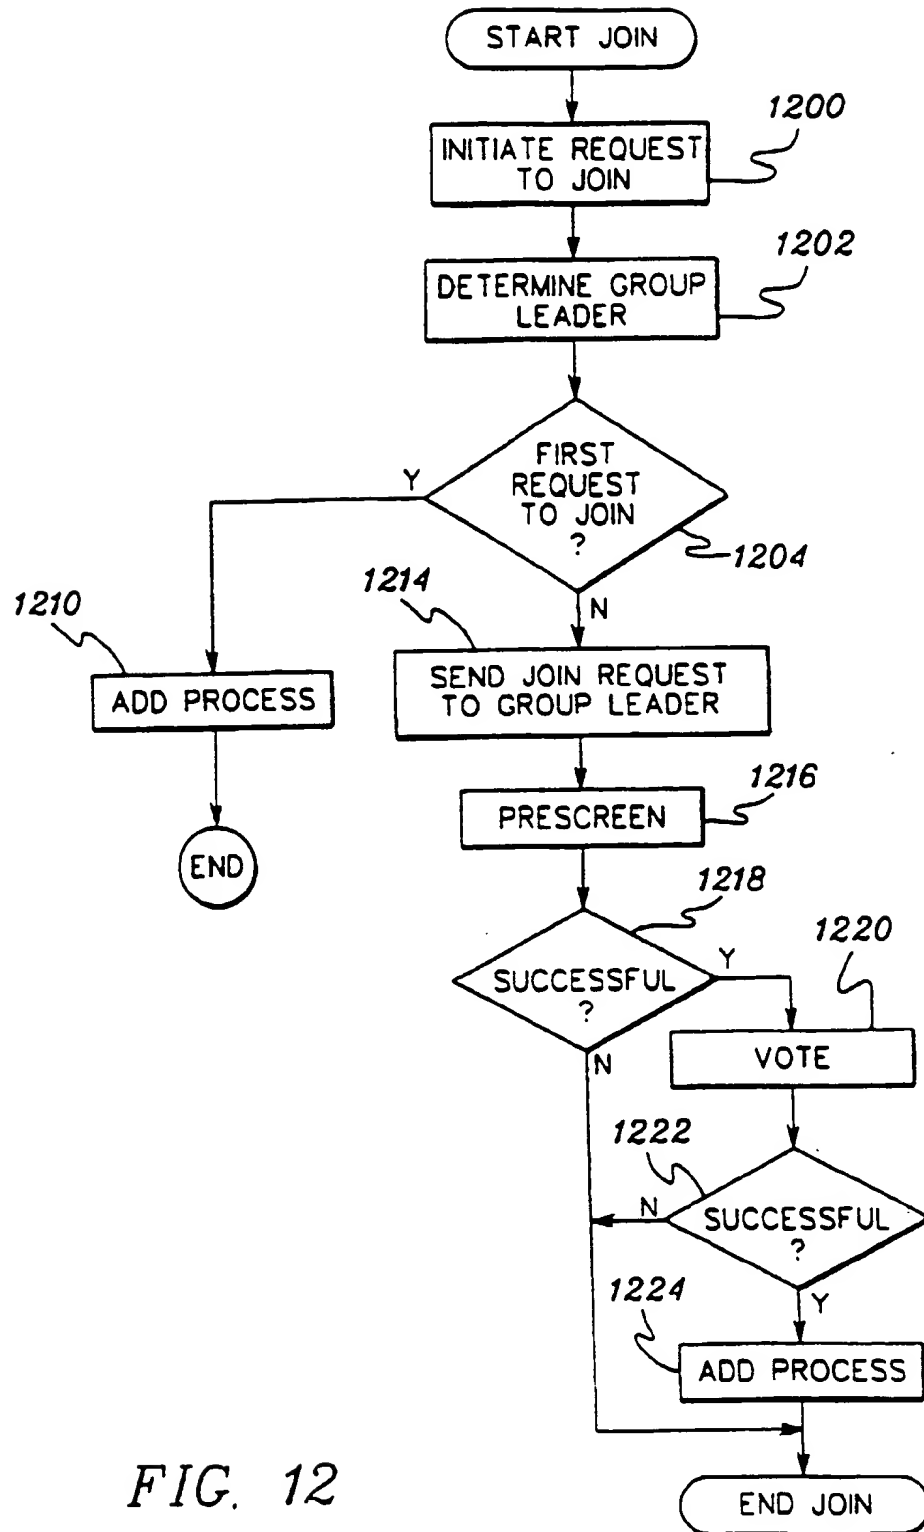 START JOIN
1200
INITIATE REQUEST
TO JOIN
1202
DETERMINE GROUP
LEADER
FIRST
REQUEST
TO JOIN
?
Y
1204
N
1214
1210
SEND JOIN REQUEST
TO GROUP LEADER
ADD PROCESS
1216
PRESCREEN
END
1218
SUCCESSFUL
?
Y
N
1220
VOTE
1222
N
SUCCESSFUL
?
Y
1224
ADD PROCESS
END JOIN
FIG. 12